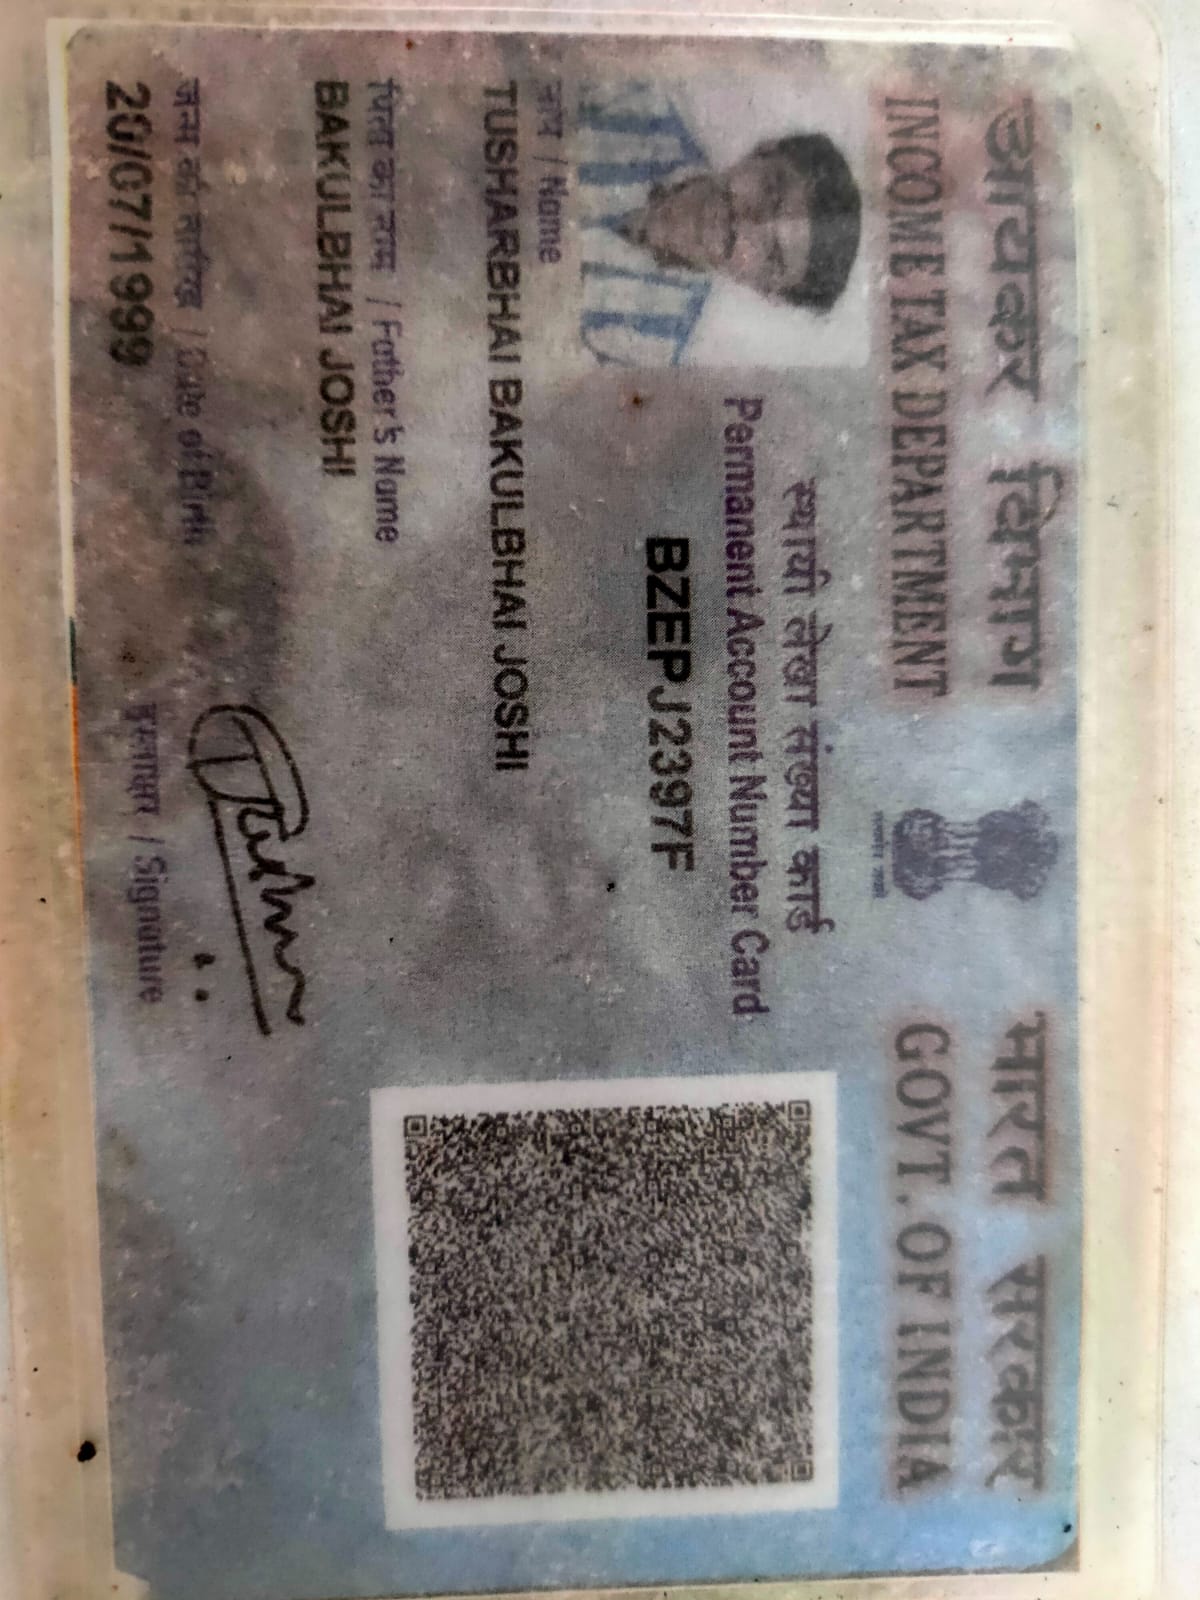 आयकर विभाग
INCOME TAX DEPARTMENT
भारत सरकार
GOVT. OF INDIA
स्थायी लेखा संख्या कार्ड
Permanent Account Number Card
BZEPJ2397F
नाम / Name
TUSHARBHAI BAKULBHAI JOSHI
पिता का नाम / Father's Name
BAKULBHAI JOSHI
जन्म की तारीख / Date of Birth
20/07/1999
हस्ताक्षर / Signature